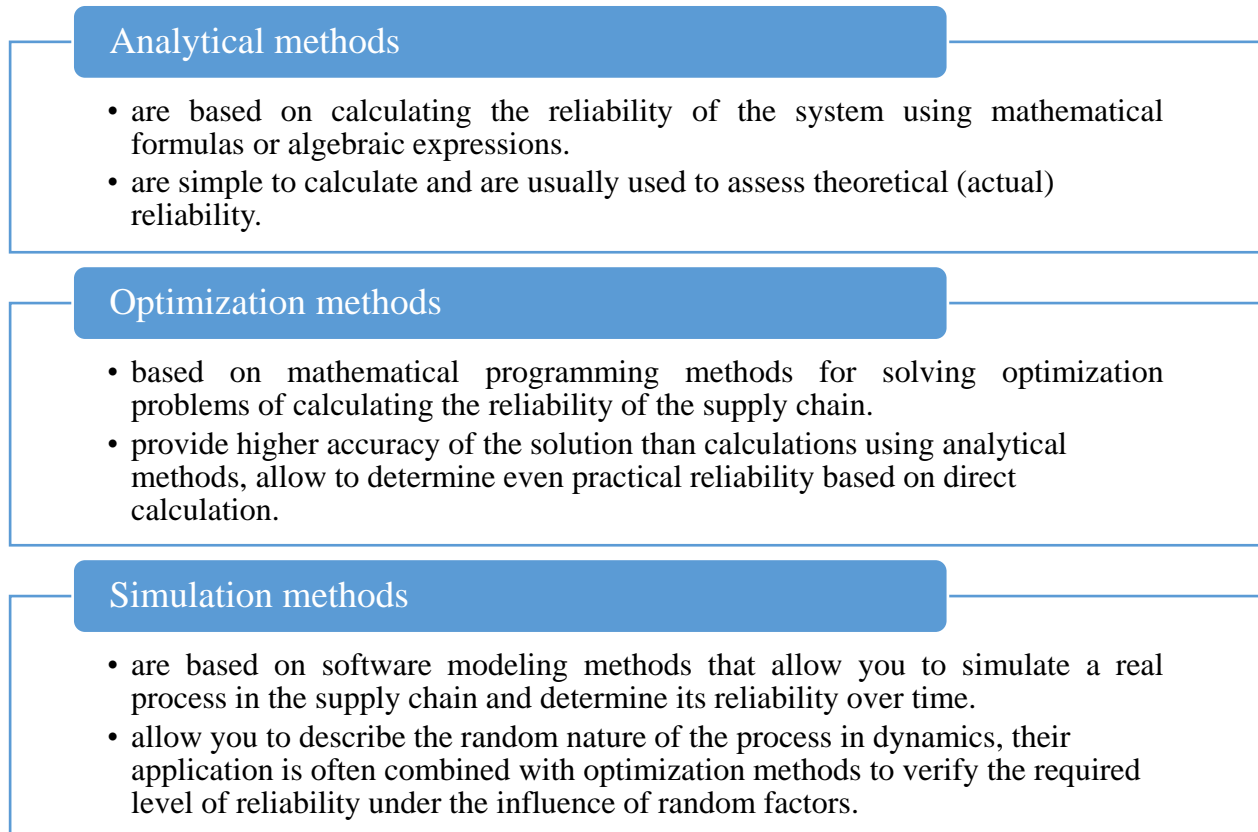 Analytical methods
• are based on calculating the reliability of the system using mathematical
formulas or algebraic expressions.
• are simple to calculate and are usually used to assess theoretical (actual)
reliability.
Optimization methods
• based on mathematical programming methods for solving optimization
problems of calculating the reliability of the supply chain.
• provide higher accuracy of the solution than calculations using analytical
methods, allow to determine even practical reliability based on direct
calculation.
Simulation methods
• are based on software modeling methods that allow you to simulate a real
process in the supply chain and determine its reliability over time.
• allow you to describe the random nature of the process in dynamics, their
application is often combined with optimization methods to verify the required
level of reliability under the influence of random factors.